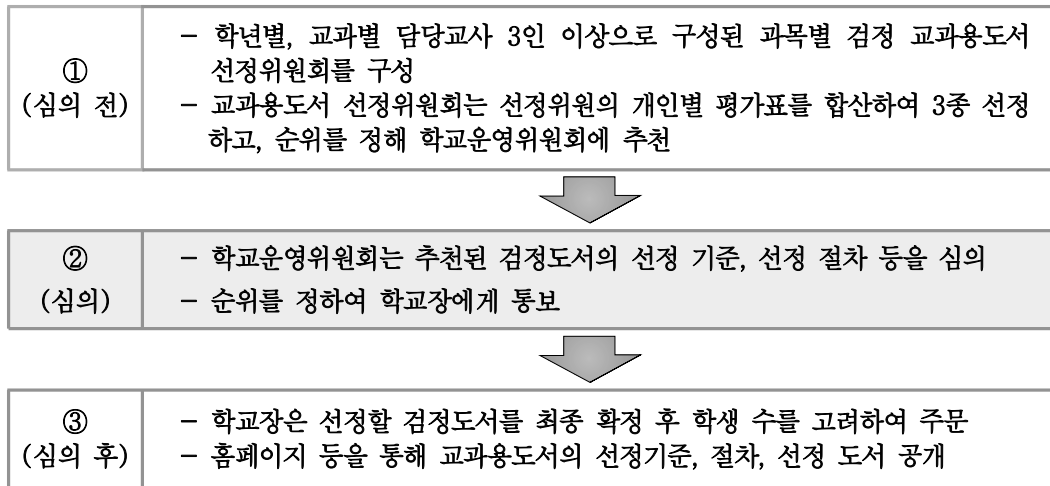 ①
(심의 전)
- 학년별, 교과별 담당교사 3인 이상으로 구성된 과목별 검정 교과용도서
선정위원회를 구성
- 교과용도서 선정위원회는 선정위원의 개인별 평가표를 합산하여 3종 선정
하고, 순위를 정해 학교운영위원회에 추천
②
(심의)
- 학교운영위원회는 추천된 검정도서의 선정 기준, 선정 절차 등을 심의
- 순위를 정하여 학교장에게 통보
③
(심의 후)
- 학교장은 선정할 검정도서를 최종 확정 후 학생 수를 고려하여 주문
- 홈페이지 등을 통해 교과용도서의 선정기준, 절차, 선정 도서 공개